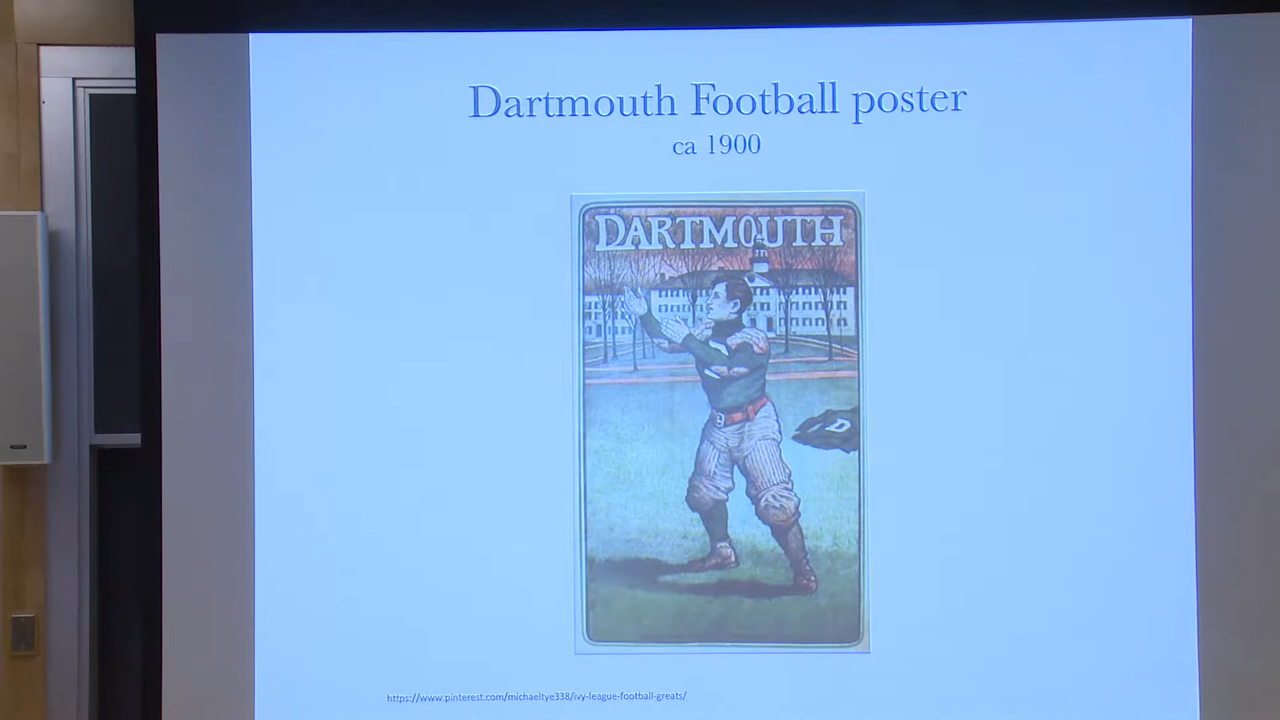 Dartmouth Football poster
ca 1900
DARTMOUTH
D
https://www.pinterest.com/michaeltye338/ivy-league-football-greats/